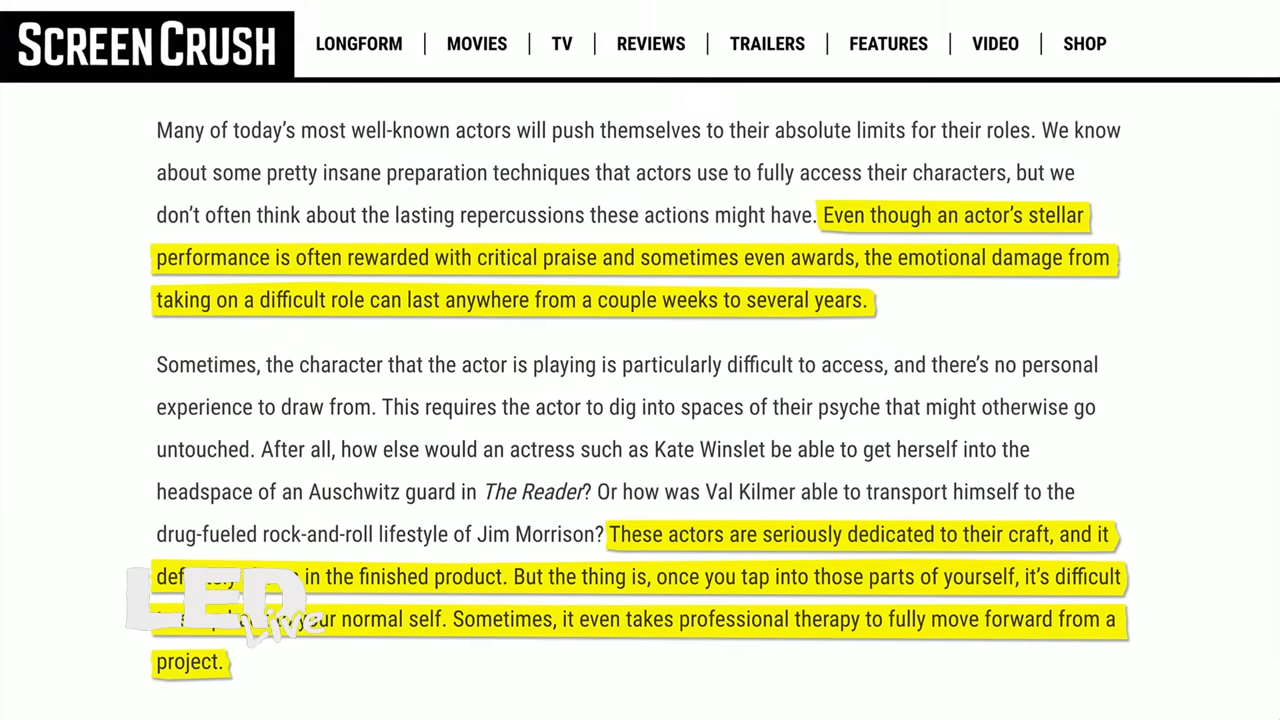 SCREENCRUSH
LONGFORM | MOVIES | TV | REVIEWS | TRAILERS | FEATURES | VIDEO | SHOP
Many of today's most well-known actors will push themselves to their absolute limits for their roles. We know
about some pretty insane preparation techniques that actors use to fully access their characters, but we
don't often think about the lasting repercussions these actions might have. Even though an actor's stellar
performance is often rewarded with critical praise and sometimes even awards, the emotional damage from
taking on a difficult role can last anywhere from a couple weeks to several years.
Sometimes, the character that the actor is playing is particularly difficult to access, and there's no personal
experience to draw from. This requires the actor to dig into spaces of their psyche that might otherwise go
untouched. After all, how else would an actress such as Kate Winslet be able to get herself into the
headspace of an Auschwitz guard in The Reader? Or how was Val Kilmer able to transport himself to the
drug-fueled rock-and-roll lifestyle of Jim Morrison? These actors are seriously dedicated to their craft, and it
in the finished product. But the thing is, once you tap into those parts of yourself, it's difficult
your normal self. Sometimes, it even takes professional therapy to fully move forward from a
project.
LED
Live